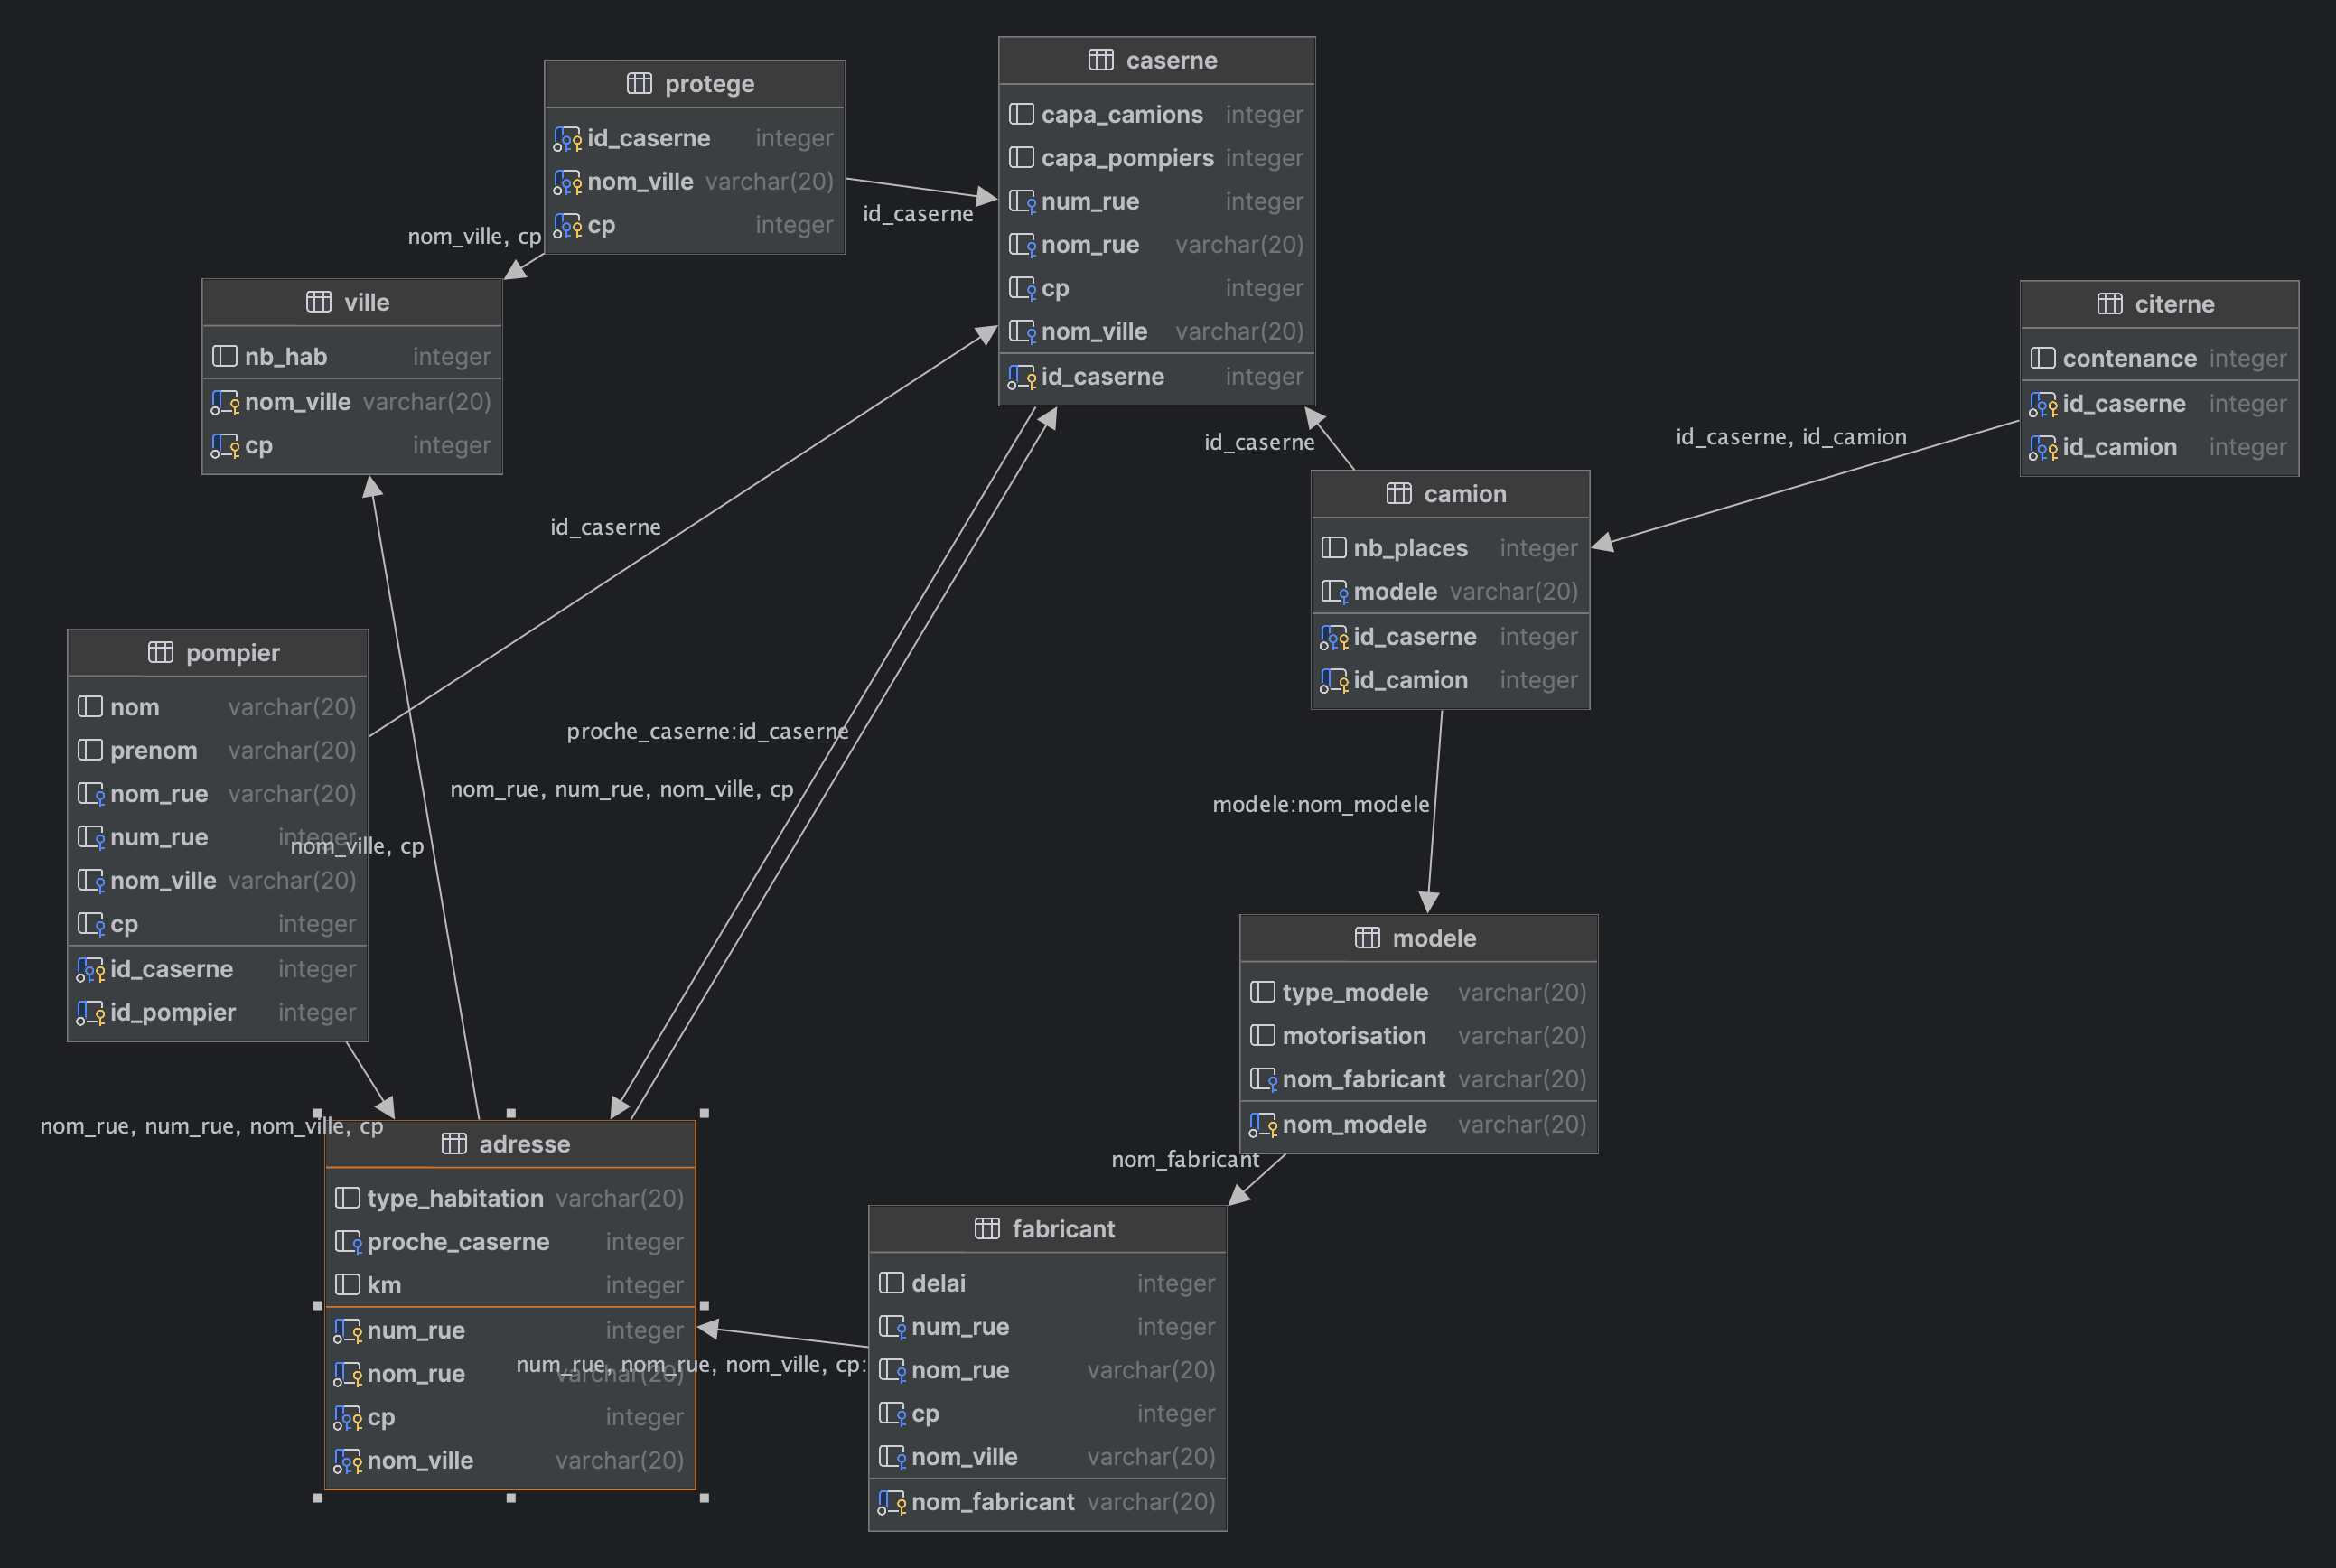 protege
id_caserne integer
nom_ville varchar(20)
cp integer
caserne
capa_camions integer
capa_pompiers integer
num_rue integer
nom_rue varchar(20)
cp integer
nom_ville varchar(20)
id_caserne integer
id_caserne
nom_ville, cp
ville
nb_hab integer
nom_ville varchar(20)
cp integer
citerne
contenance integer
id_caserne integer
id_camion integer
id_caserne, id_camion
id_caserne
camion
nb_places integer
modele varchar(20)
id_caserne integer
id_camion integer
id_caserne
pompier
nom varchar(20)
prenom varchar(20)
nom_rue varchar(20)
num_rue integer
nom_ville varchar(20)
cp integer
id_caserne integer
id_pompier integer
proche_caserne:id_caserne
nom_rue, num_rue, nom_ville, cp
nom_ville, cp
modele:nom_modele
modele
type_modele varchar(20)
motorisation varchar(20)
nom_fabricant varchar(20)
nom_modele varchar(20)
nom_rue, num_rue, nom_ville, cp
adresse
type_habitation varchar(20)
proche_caserne integer
km integer
num_rue integer
nom_rue varchar(20)
cp integer
nom_ville varchar(20)
nom_fabricant
fabricant
delai integer
num_rue integer
nom_rue varchar(20)
cp integer
nom_ville varchar(20)
nom_fabricant varchar(20)
num_rue, nom_rue, nom_ville, cp: